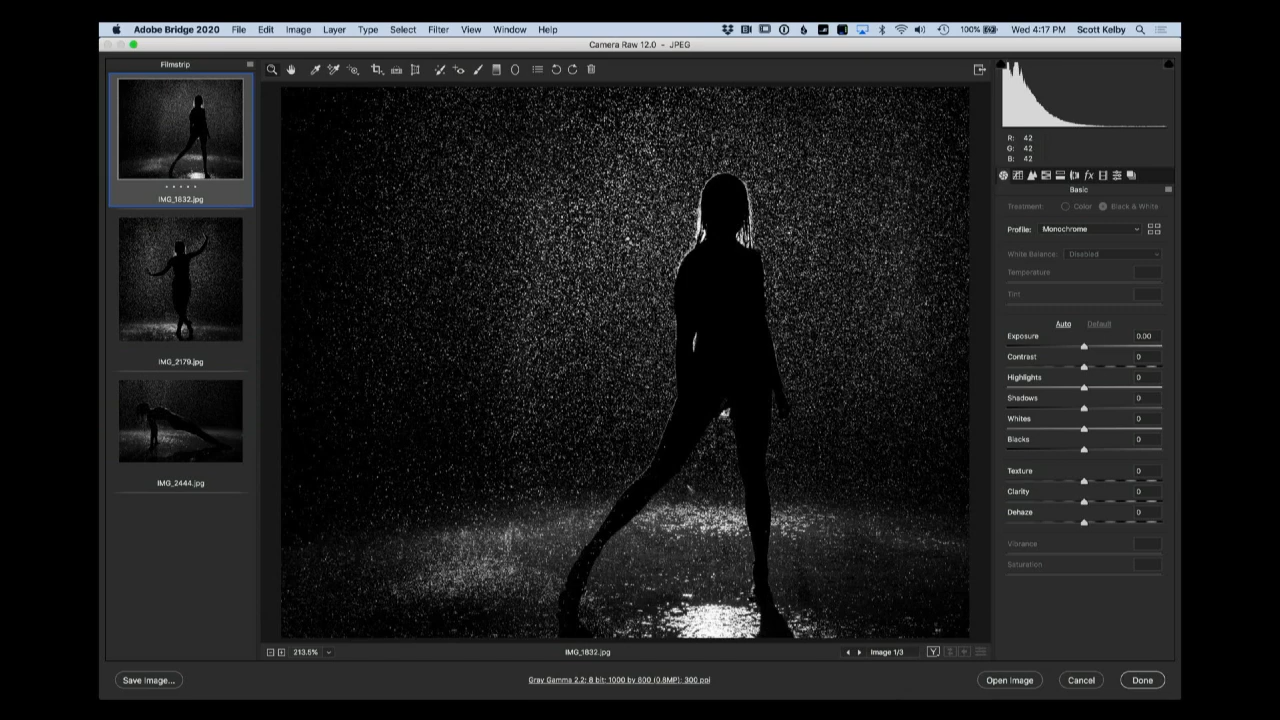 Adobe Bridge 2020 File Edit Image Layer Type Select Filter View Window Help 100% Wed 4:17 PM Scott Kelby
Camera Raw 12.0 - JPEG
Filmstrip
IMG_1832.jpg
IMG_2179.jpg
IMG_2444.jpg
R: 42
G: 42
B: 42
fx
Basic
Treatment: Color Black & White
Profile: Monochrome
White Balance: Disabled
Temperature
Tint
Auto Default
Exposure 0.00
Contrast 0
Highlights 0
Shadows 0
Whites 0
Blacks 0
Texture 0
Clarity 0
Dehaze 0
Vibrance
Saturation
213.5% IMG_1832.jpg Image 1/3 Y
Save Image... Gray Gamma 2.2; 8 bit; 1000 by 800 (0.8MP); 300 ppi Open Image Cancel Done